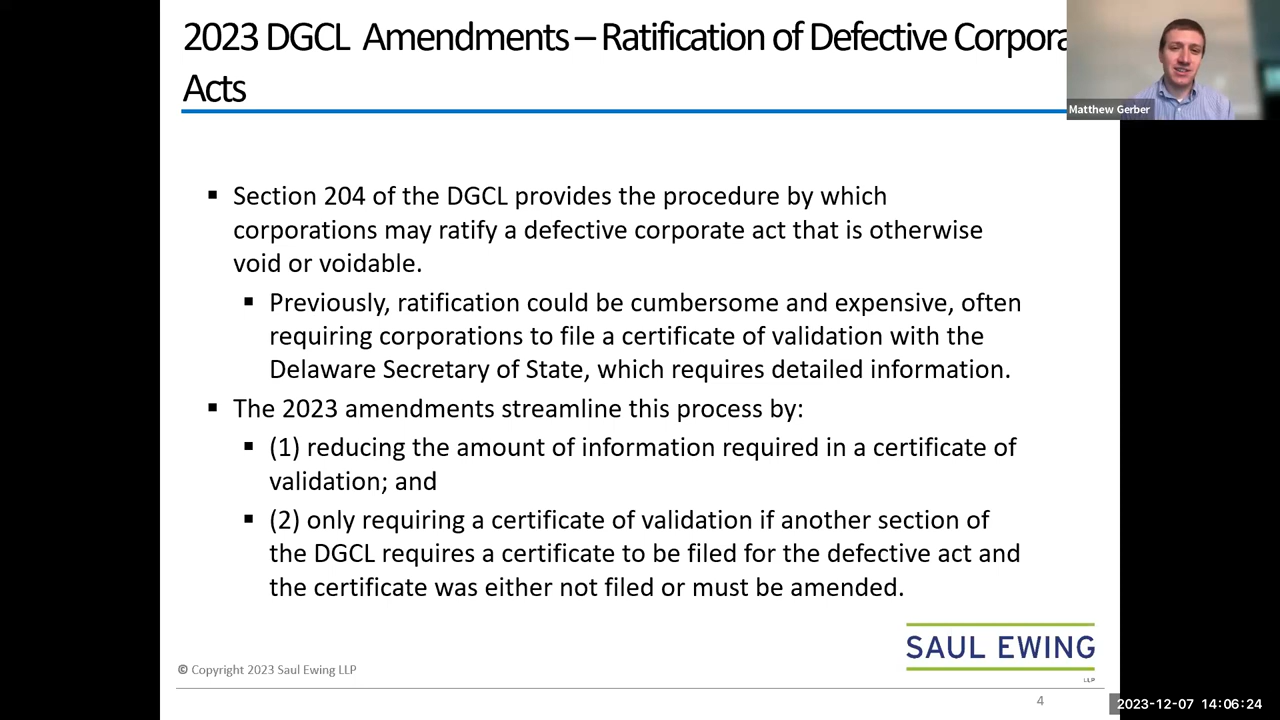 2023 DGCL Amendments – Ratification of Defective Corpora
Acts
Matthew Gerber
▪ Section 204 of the DGCL provides the procedure by which
corporations may ratify a defective corporate act that is otherwise
void or voidable.
▪ Previously, ratification could be cumbersome and expensive, often
requiring corporations to file a certificate of validation with the
Delaware Secretary of State, which requires detailed information.
▪ The 2023 amendments streamline this process by:
▪ (1) reducing the amount of information required in a certificate of
validation; and
▪ (2) only requiring a certificate of validation if another section of
the DGCL requires a certificate to be filed for the defective act and
the certificate was either not filed or must be amended.
SAUL EWING
LLP
© Copyright 2023 Saul Ewing LLP
4
2023-12-07 14:06:24